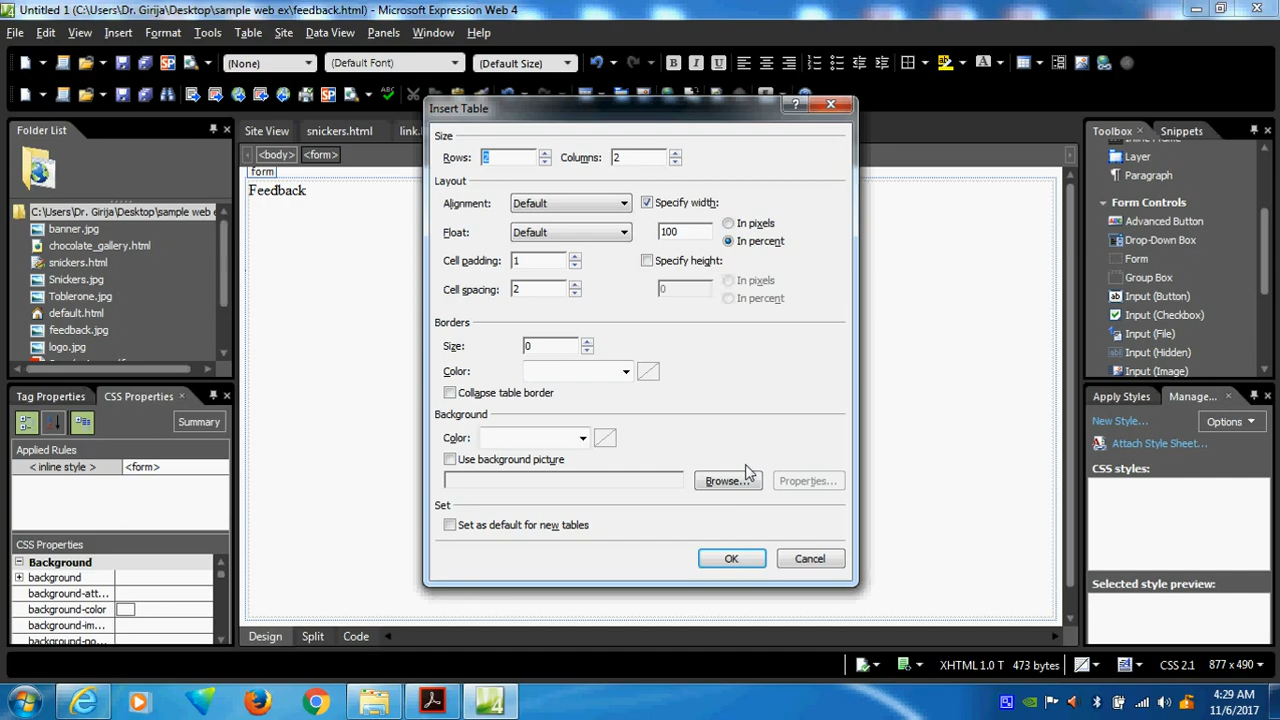 Untitled 1 (C:\Users\Dr. Girija\Desktop\sample web ex\feedback.html) - Microsoft Expression Web 4
File Edit View Insert Format Tools Table Site Data View Panels Window Help
(None) (Default Font) (Default Size) B I U
Folder List
Site View snickers.html link.
<body> <form>
form
Feedback
C:\Users\Dr. Girija\Desktop\sample web e
banner.jpg
chocolate_gallery.html
snickers.html
Snickers.jpg
Toblerone.jpg
default.html
feedback.jpg
logo.jpg
Tag Properties CSS Properties
Summary
Applied Rules
< inline style > <form>
CSS Properties
Background
background
background-att...
background-color
background-im...
background-po...
Insert Table
Size
Rows: 2 Columns: 2
Layout
Alignment: Default Specify width:
100 In pixels
Float: Default In percent
Cell padding: 1 Specify height:
Cell spacing: 2 0 In pixels
In percent
Borders
Size: 0
Color:
Collapse table border
Background
Color:
Use background picture
Browse... Properties...
Set
Set as default for new tables
OK Cancel
Toolbox Snippets
Inline Frame
Layer
Paragraph
Form Controls
Advanced Button
Drop-Down Box
Form
Group Box
Input (Button)
Input (Checkbox)
Input (File)
Input (Hidden)
Input (Image)
Apply Styles Manage...
New Style... Options
Attach Style Sheet...
CSS styles:
Selected style preview:
Design Split Code
XHTML 1.0 T 473 bytes CSS 2.1 877 x 490
4:29 AM
11/6/2017